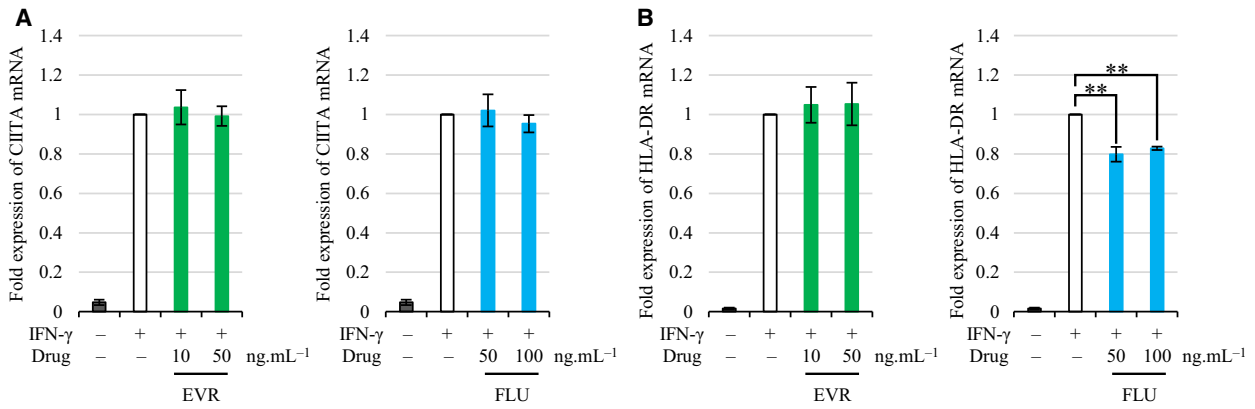 A
Fold expression of CIITA mRNA
1.4
1.2
1
0.8
0.6
0.4
0.2
0
IFN-γ – + + +
Drug – – 10 50 ng.mL⁻¹
EVR
Fold expression of CIITA mRNA
1.4
1.2
1
0.8
0.6
0.4
0.2
0
– + + +
Drug – – 50 100 ng.mL⁻¹
IFN-γ
FLU
B
Fold expression of HLA-DR mRNA
1.4
1.2
1
0.8
0.6
0.4
0.2
0
IFN-γ – + + +
Drug – – 10 50 ng.mL⁻¹
EVR
Fold expression of HLA-DR mRNA
1.4
1.2
1
0.8
0.6
0.4
0.2
0
**
**
IFN-γ – + + +
Drug – – 50 100 ng.mL⁻¹
FLU